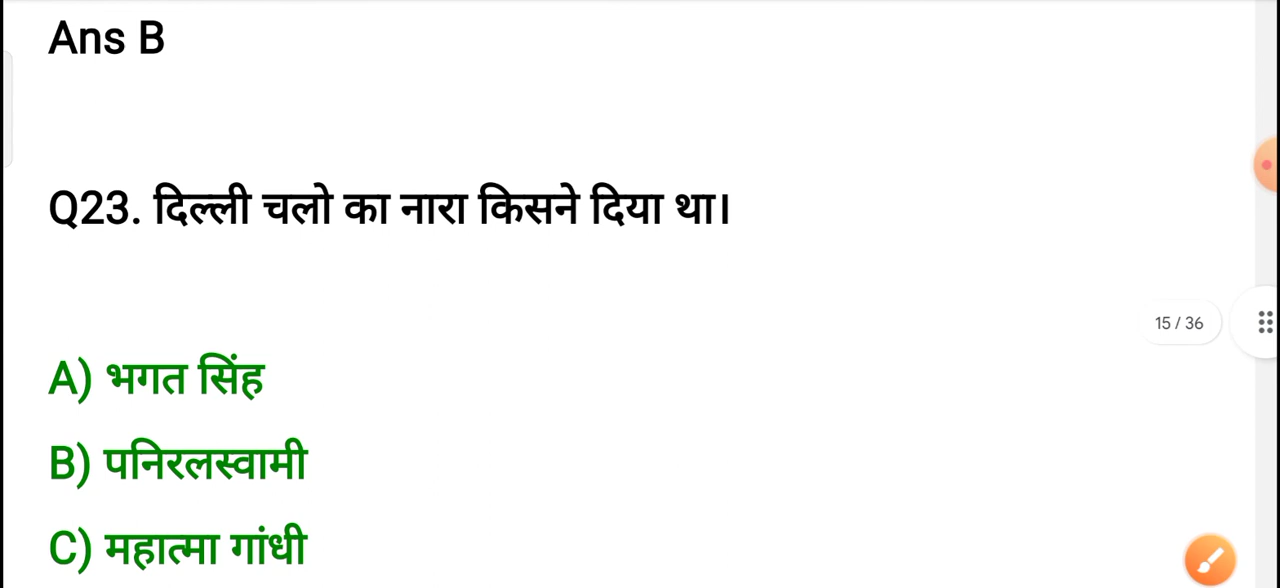 Ans B
Q23. दिल्ली चलो का नारा किसने दिया था।
15 / 36
A) भगत सिंह
B) पनिरलस्वामी
C) महात्मा गांधी